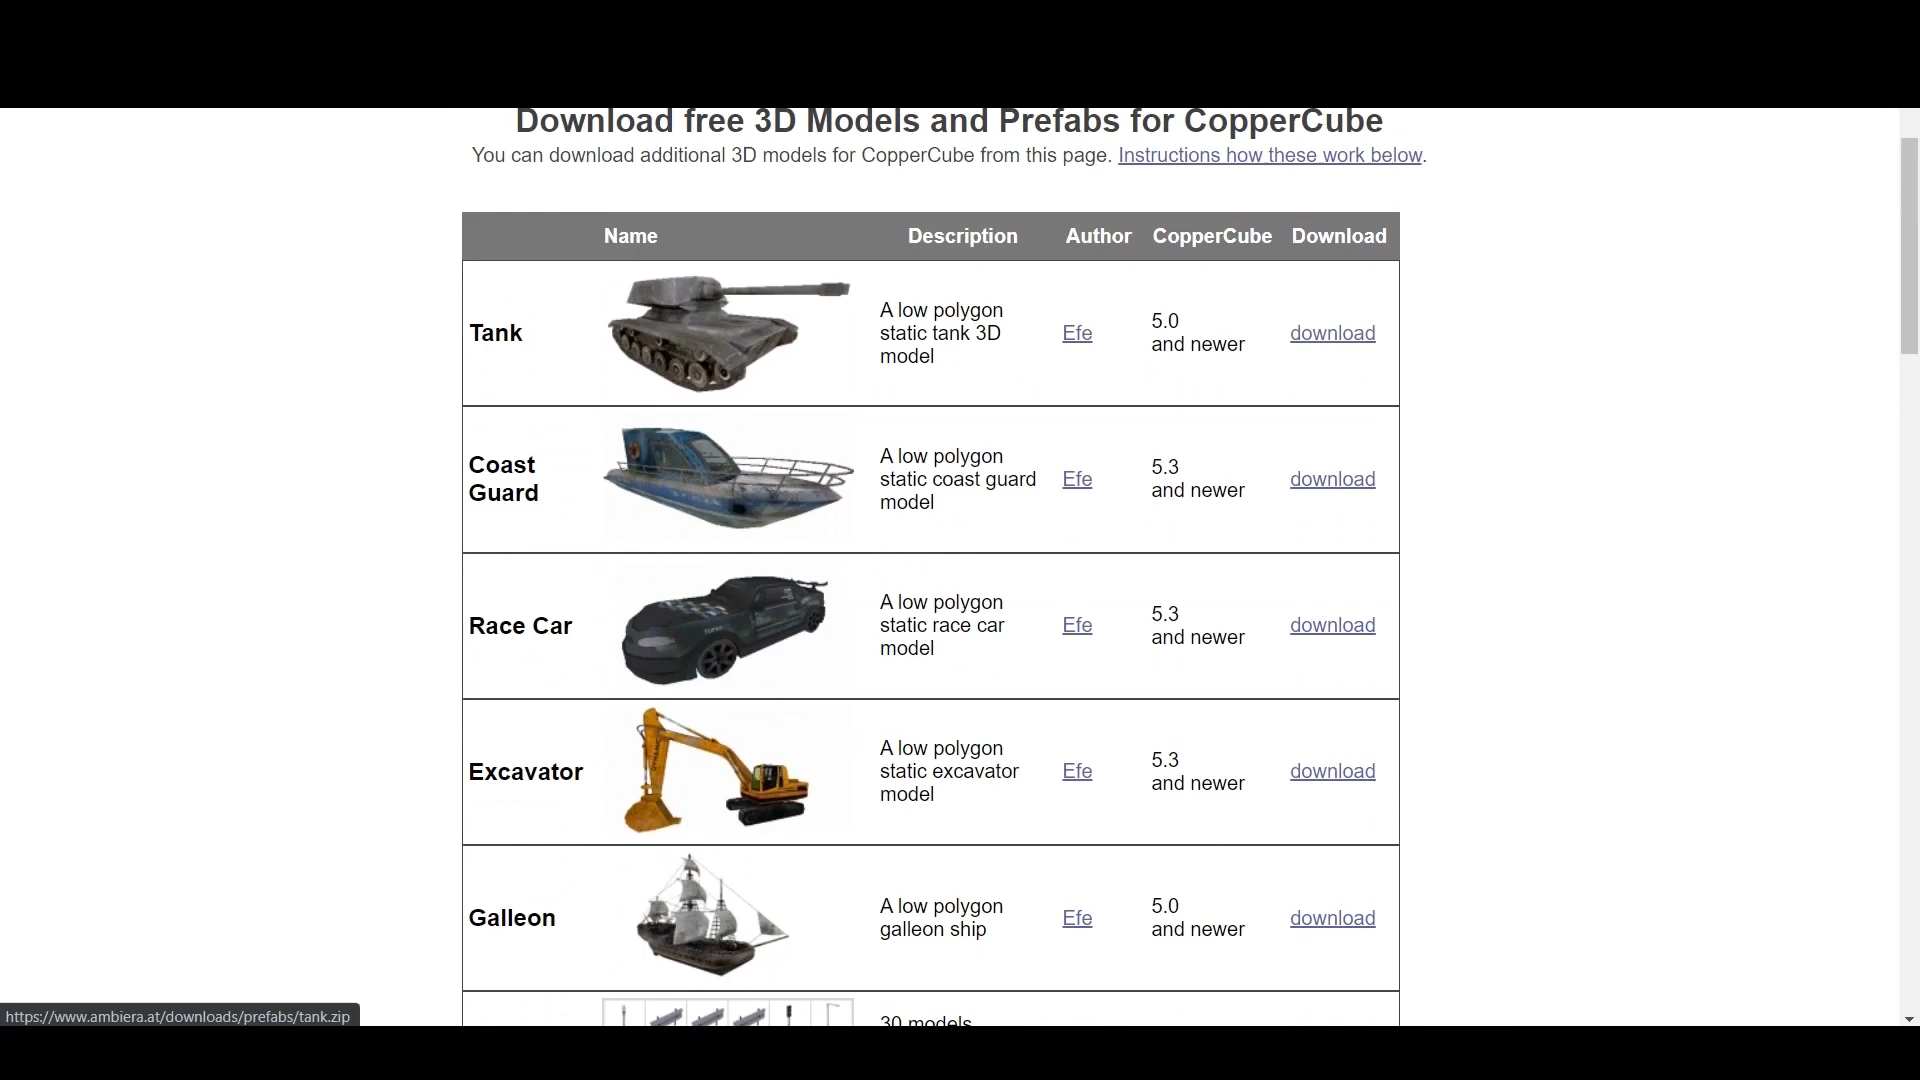 Download free 3D Models and Prefabs for CopperCube
You can download additional 3D models for CopperCube from this page. Instructions how these work below.
Name Description Author CopperCube Download
Tank
A low polygon
static tank 3D
model
Efe
5.0
and newer
download
Coast
Guard
A low polygon
static coast guard
model
Efe
5.3
and newer
download
Race Car
A low polygon
static race car
model
Efe
5.3
and newer
download
Excavator
A low polygon
static excavator
model
Efe
5.3
and newer
download
Galleon
A low polygon
galleon ship
Efe
5.0
and newer
download
30 models
https://www.ambiera.at/downloads/prefabs/tank.zip